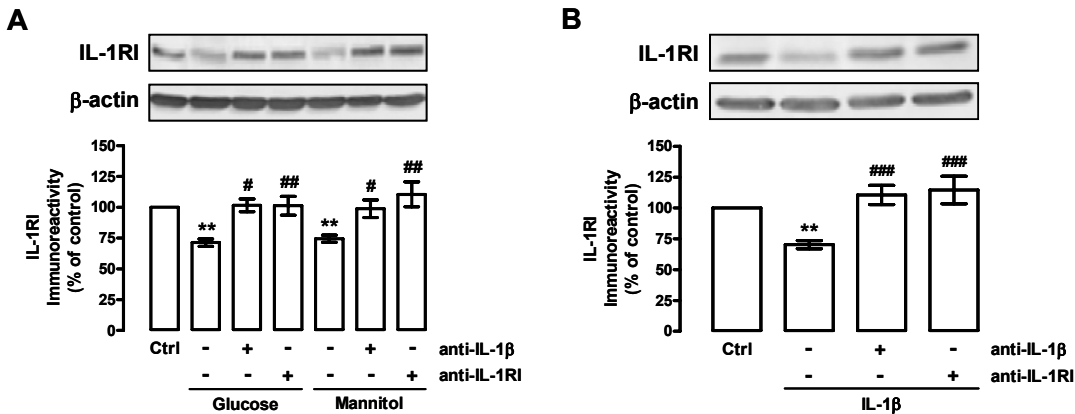 A
IL-1RI
β-actin
IL-1RI
Immunoreactivity
(% of control)
150
125
100
75
50
25
0
** # ## ** # ##
Ctrl - + - - + - anti-IL-1β
- - + - - + anti-IL-1RI
Glucose Mannitol
B
IL-1RI
β-actin
IL-1RI
Immunoreactivity
(% of control)
150
125
100
75
50
25
0
** ### ###
Ctrl - + - anti-IL-1β
- - + anti-IL-1RI
IL-1β